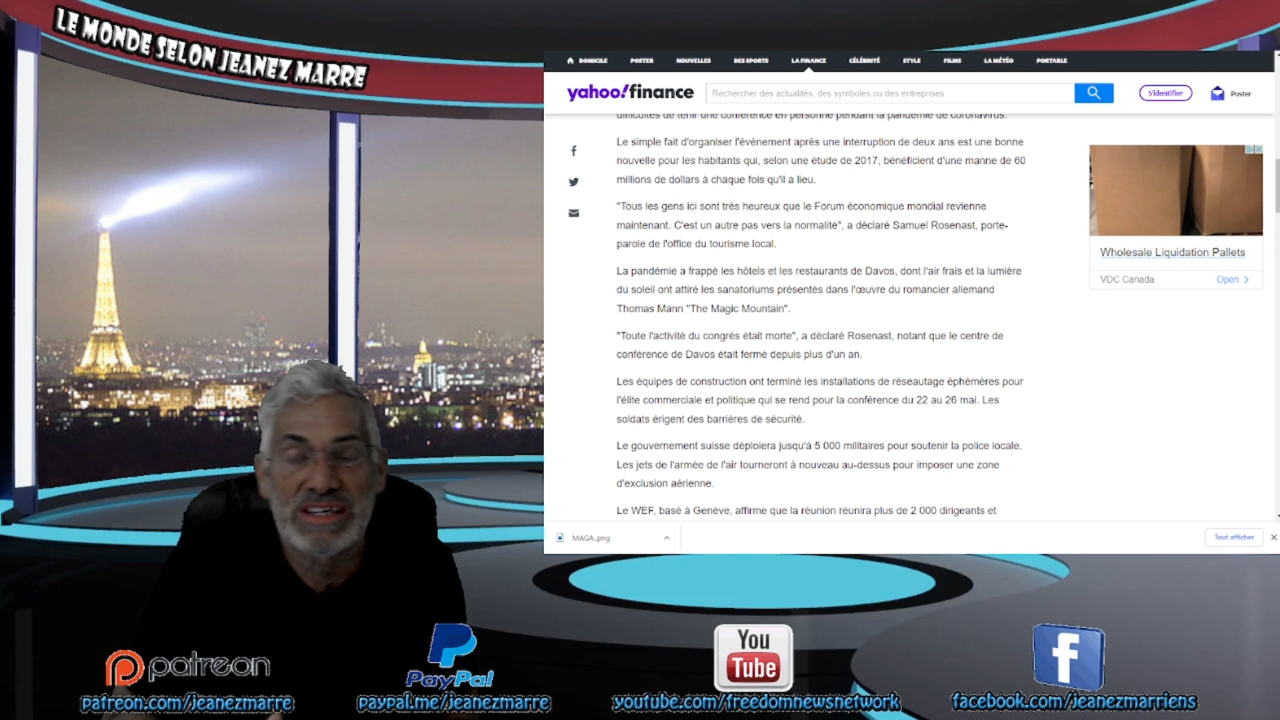 LE MONDE SELON JEANEZ MARRE
DOMICILE POSTER NOUVELLES DES SPORTS LA FINANCE CÉLÉBRITÉ STYLE FILMS LA MÉTÉO PORTABLE
yahoo!finance
Rechercher des actualités, des symboles ou des entreprises
S'identifier
Poster
difficultés de tenir une conférence en personne pendant la pandémie de coronavirus.
Le simple fait d'organiser l'événement après une interruption de deux ans est une bonne
nouvelle pour les habitants qui, selon une étude de 2017, bénéficient d'une manne de 60
millions de dollars à chaque fois qu'il a lieu.
"Tous les gens ici sont très heureux que le Forum économique mondial revienne
maintenant. C'est un autre pas vers la normalité", a déclaré Samuel Rosenast, porte-
parole de l'office du tourisme local.
La pandémie a frappé les hôtels et les restaurants de Davos, dont l'air frais et la lumière
du soleil ont attiré les sanatoriums présentés dans l'œuvre du romancier allemand
Thomas Mann "The Magic Mountain".
"Toute l'activité du congrès était morte", a déclaré Rosenast, notant que le centre de
conférence de Davos était fermé depuis plus d'un an.
Les équipes de construction ont terminé les installations de réseautage éphémères pour
l'élite commerciale et politique qui se rend pour la conférence du 22 au 26 mai. Les
soldats érigent des barrières de sécurité.
Le gouvernement suisse déploiera jusqu'à 5 000 militaires pour soutenir la police locale.
Les jets de l'armée de l'air tourneront à nouveau au-dessus pour imposer une zone
d'exclusion aérienne.
Le WEF, basé à Genève, affirme que la réunion réunira plus de 2 000 dirigeants et
Wholesale Liquidation Pallets
VDC Canada
Open
MAGA.png
Tout afficher
patreon
patreon.com/jeanezmarre
PayPal
paypal.me/jeanezmarre
You
Tube
youtube.com/freedomnewsnetwork
f
facebook.com/jeanezmarriens